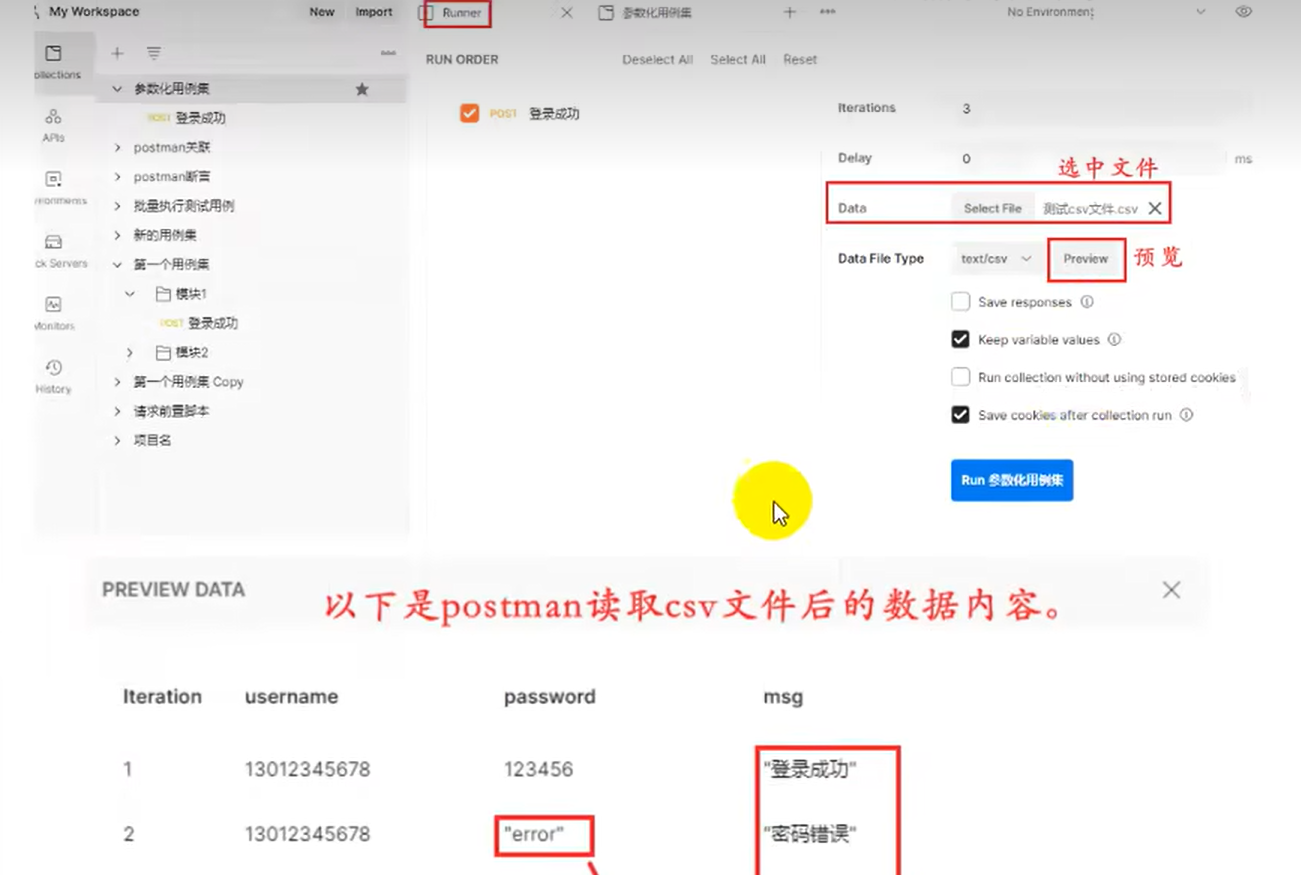 My Workspace
New
Import
Runner
参数化用例集
No Environment
RUN ORDER
Deselect All
Select All
Reset
ollections
APIs
ironments
ck Servers
Monitors
History
参数化用例集
POST 登录成功
postman关联
postman断言
批量执行测试用例
新的用例集
第一个用例集
模块1
POST 登录成功
模块2
第一个用例集 Copy
请求前置脚本
项目名
POST 登录成功
Iterations 3
Delay 0 ms
选中文件
Data Select File 测试csv文件.csv
Data File Type text/csv Preview 预览
Save responses
Keep variable values
Run collection without using stored cookies
Save cookies after collection run
Run 参数化用例集
PREVIEW DATA
以下是postman读取csv文件后的数据内容。
Iteration username password msg
1 13012345678 123456 "登录成功"
2 13012345678 "error" "密码错误"